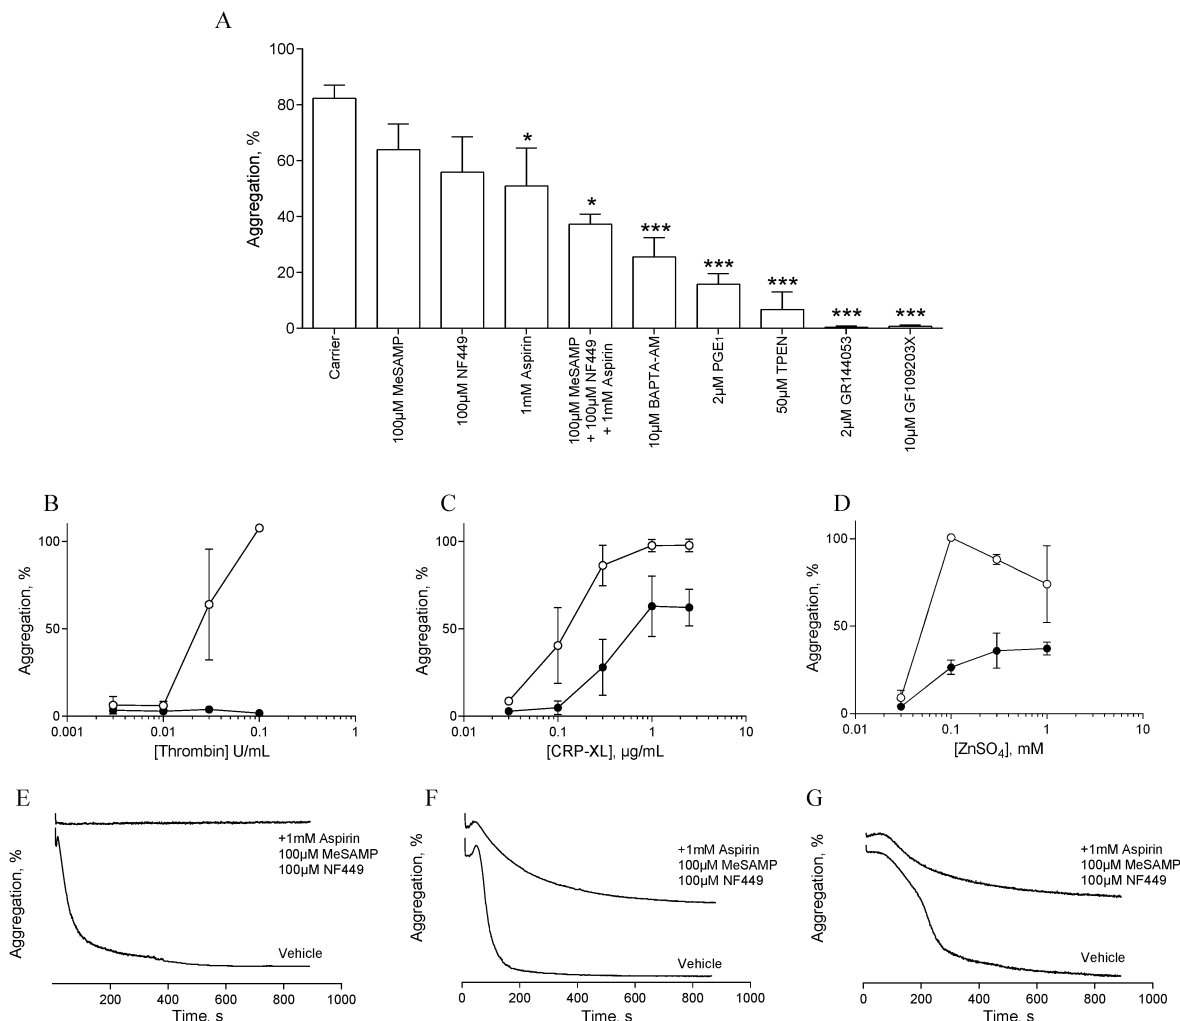 A
Aggregation, %
100
80
60
40
20
0
*
*
***
***
***
***
***
Carrier
100µM MeSAMP
100µM NF449
1mM Aspirin
100µM MeSAMP
+ 100µM NF449
+ 1mM Aspirin
10µM BAPTA-AM
2µM PGE1
50µM TPEN
2µM GR144053
10µM GF109203X
B
Aggregation, %
100
50
0
0.001 0.01 0.1 1
[Thrombin] U/mL
C
Aggregation, %
100
50
0
0.01 0.1 1 10
[CRP-XL], µg/mL
D
Aggregation, %
100
50
0
0.01 0.1 1 10
[ZnSO4], mM
E
Aggregation, %
+1mM Aspirin
100µM MeSAMP
100µM NF449
Vehicle
200 400 600 800 1000
Time, s
F
Aggregation, %
+1mM Aspirin
100µM MeSAMP
100µM NF449
Vehicle
0 200 400 600 800 1000
Time, s
G
Aggregation, %
+1mM Aspirin
100µM MeSAMP
100µM NF449
Vehicle
0 200 400 600 800 1000
Time, s